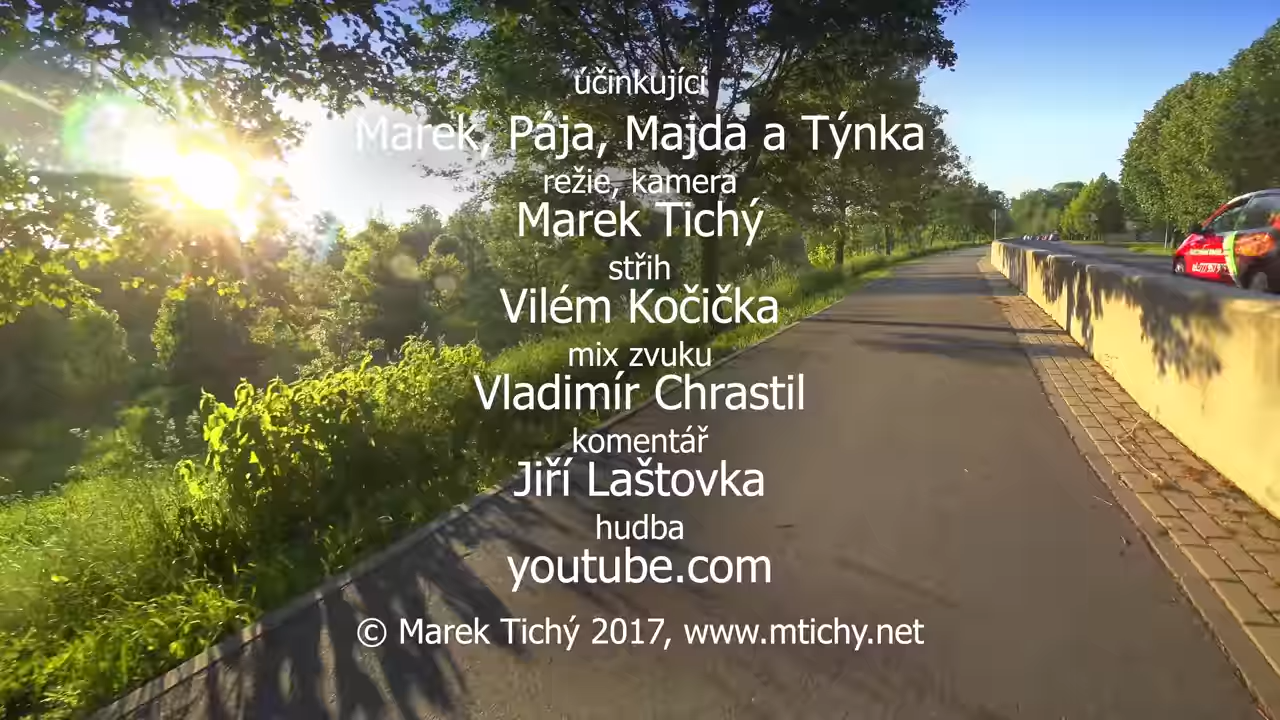 účinkující
Marek, Pája, Majda a Týnka
režie, kamera
Marek Tichý
střih
Vilém Kočička
mix zvuku
Vladimír Chrastil
komentář
Jiří Laštovka
hudba
youtube.com
© Marek Tichý 2017, www.mtichy.net